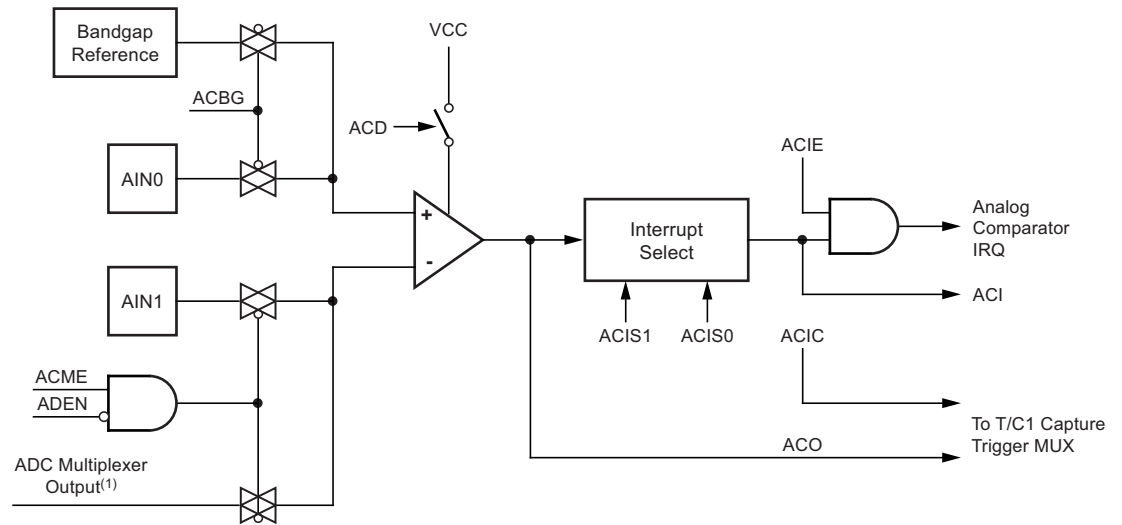 Bandgap
Reference
VCC
ACBG
ACD
ACIE
AIN0
+
Analog
Comparator
IRQ
Interrupt
Select
-
AIN1
ACI
ACIS1
ACIS0
ACIC
ACME
ADEN
To T/C1 Capture
Trigger MUX
ACO
ADC Multiplexer
Output(1)